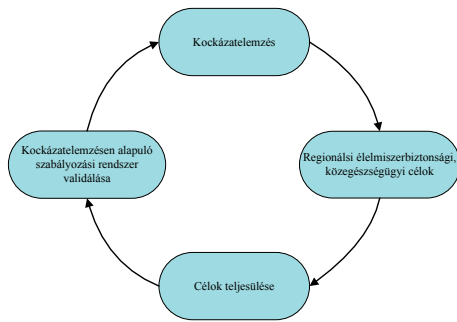 Kockázatelemzés
Regionálsi élelmiszerbiztonsági,
közegészségügyi célok
Célok teljesülése
Kockázatelemzésen alapuló
szabályozási rendszer
validálása